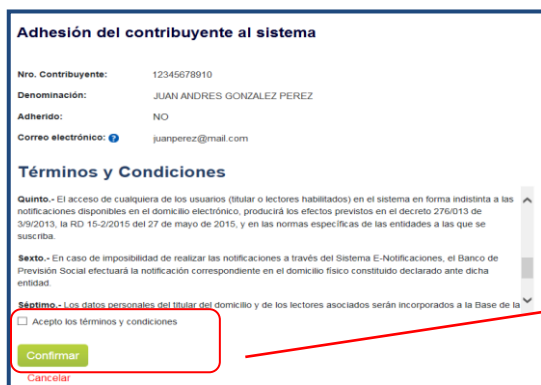 Adhesión del contribuyente al sistema
Nro. Contribuyente: 12345678910
Denominación: JUAN ANDRES GONZALEZ PEREZ
Adherido: NO
Correo electrónico: ? juanperez@mail.com
Términos y Condiciones
Quinto.- El acceso de cualquiera de los usuarios (titular o lectores habilitados) en el sistema en forma indistinta a las
notificaciones disponibles en el domicilio electrónico, producirá los efectos previstos en el decreto 276/013 de
3/9/2013, la RD 15-2/2015 del 27 de mayo de 2015, y en las normas específicas de las entidades a las que se
suscriba.
Sexto.- En caso de imposibilidad de realizar las notificaciones a través del Sistema E-Notificaciones, el Banco de
Previsión Social efectuará la notificación correspondiente en el domicilio físico constituido declarado ante dicha
entidad.
Séptimo.- Los datos personales del titular del domicilio y de los lectores asociados serán incorporados a la Base de la
Acepto los términos y condiciones
Confirmar
Cancelar